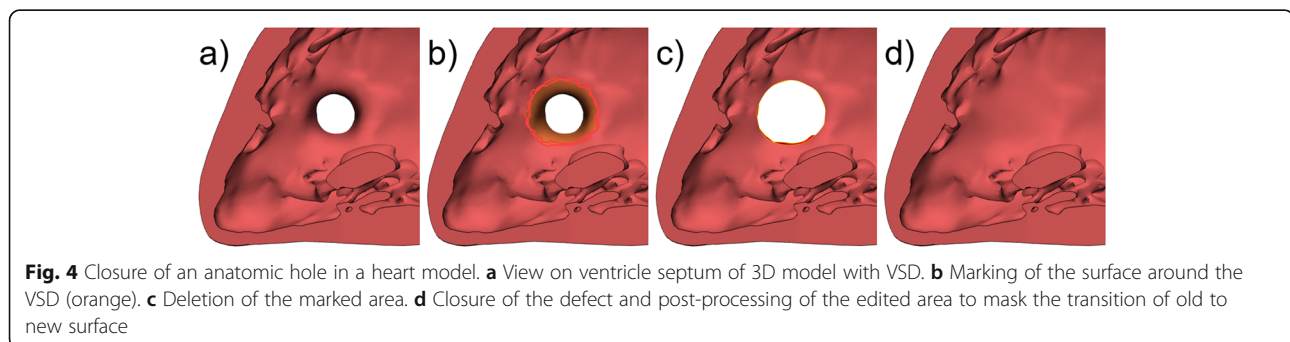 a) b) c) d)
Fig. 4 Closure of an anatomic hole in a heart model. a View on ventricle septum of 3D model with VSD. b Marking of the surface around the
VSD (orange). c Deletion of the marked area. d Closure of the defect and post-processing of the edited area to mask the transition of old to
new surface